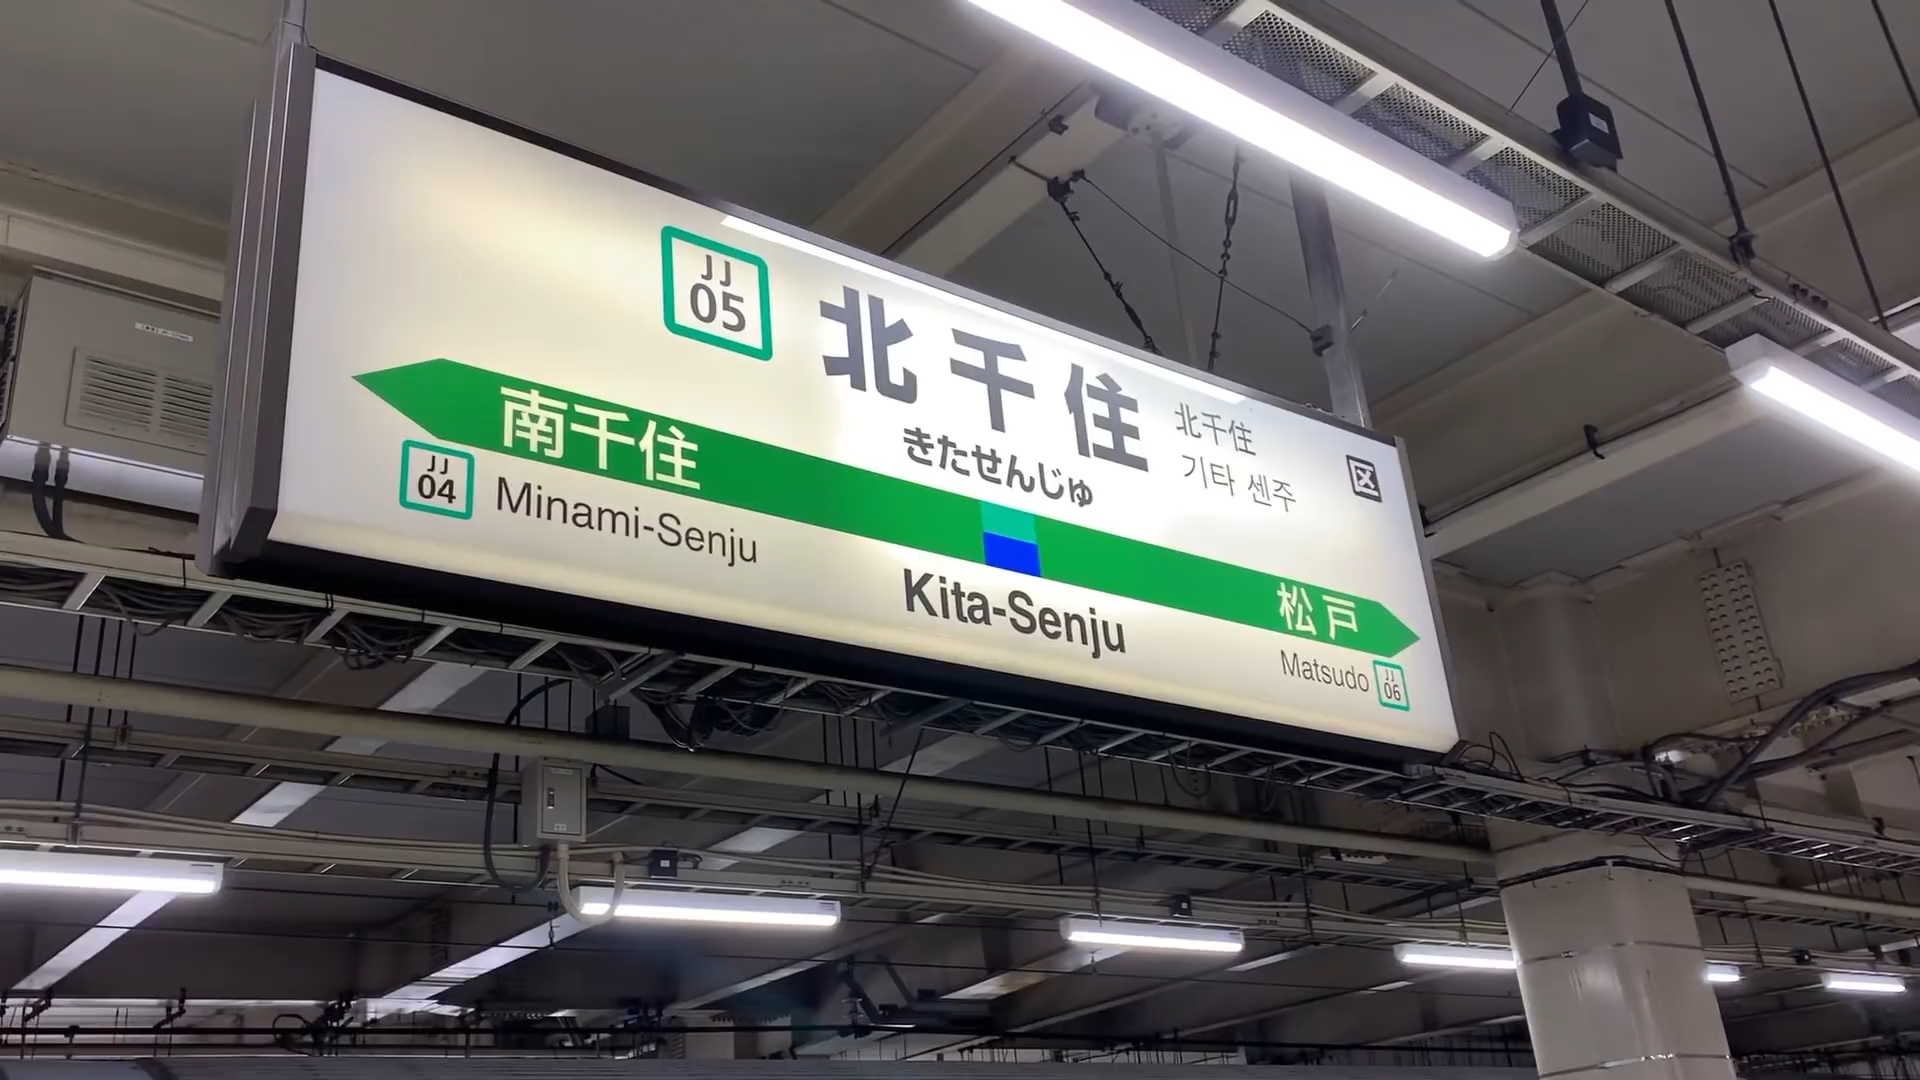 JJ
05
北千住
北千住
기타 센주
区
きたせんじゅ
南千住
松戸
JJ
04
Minami-Senju
Kita-Senju
Matsudo
JJ
06